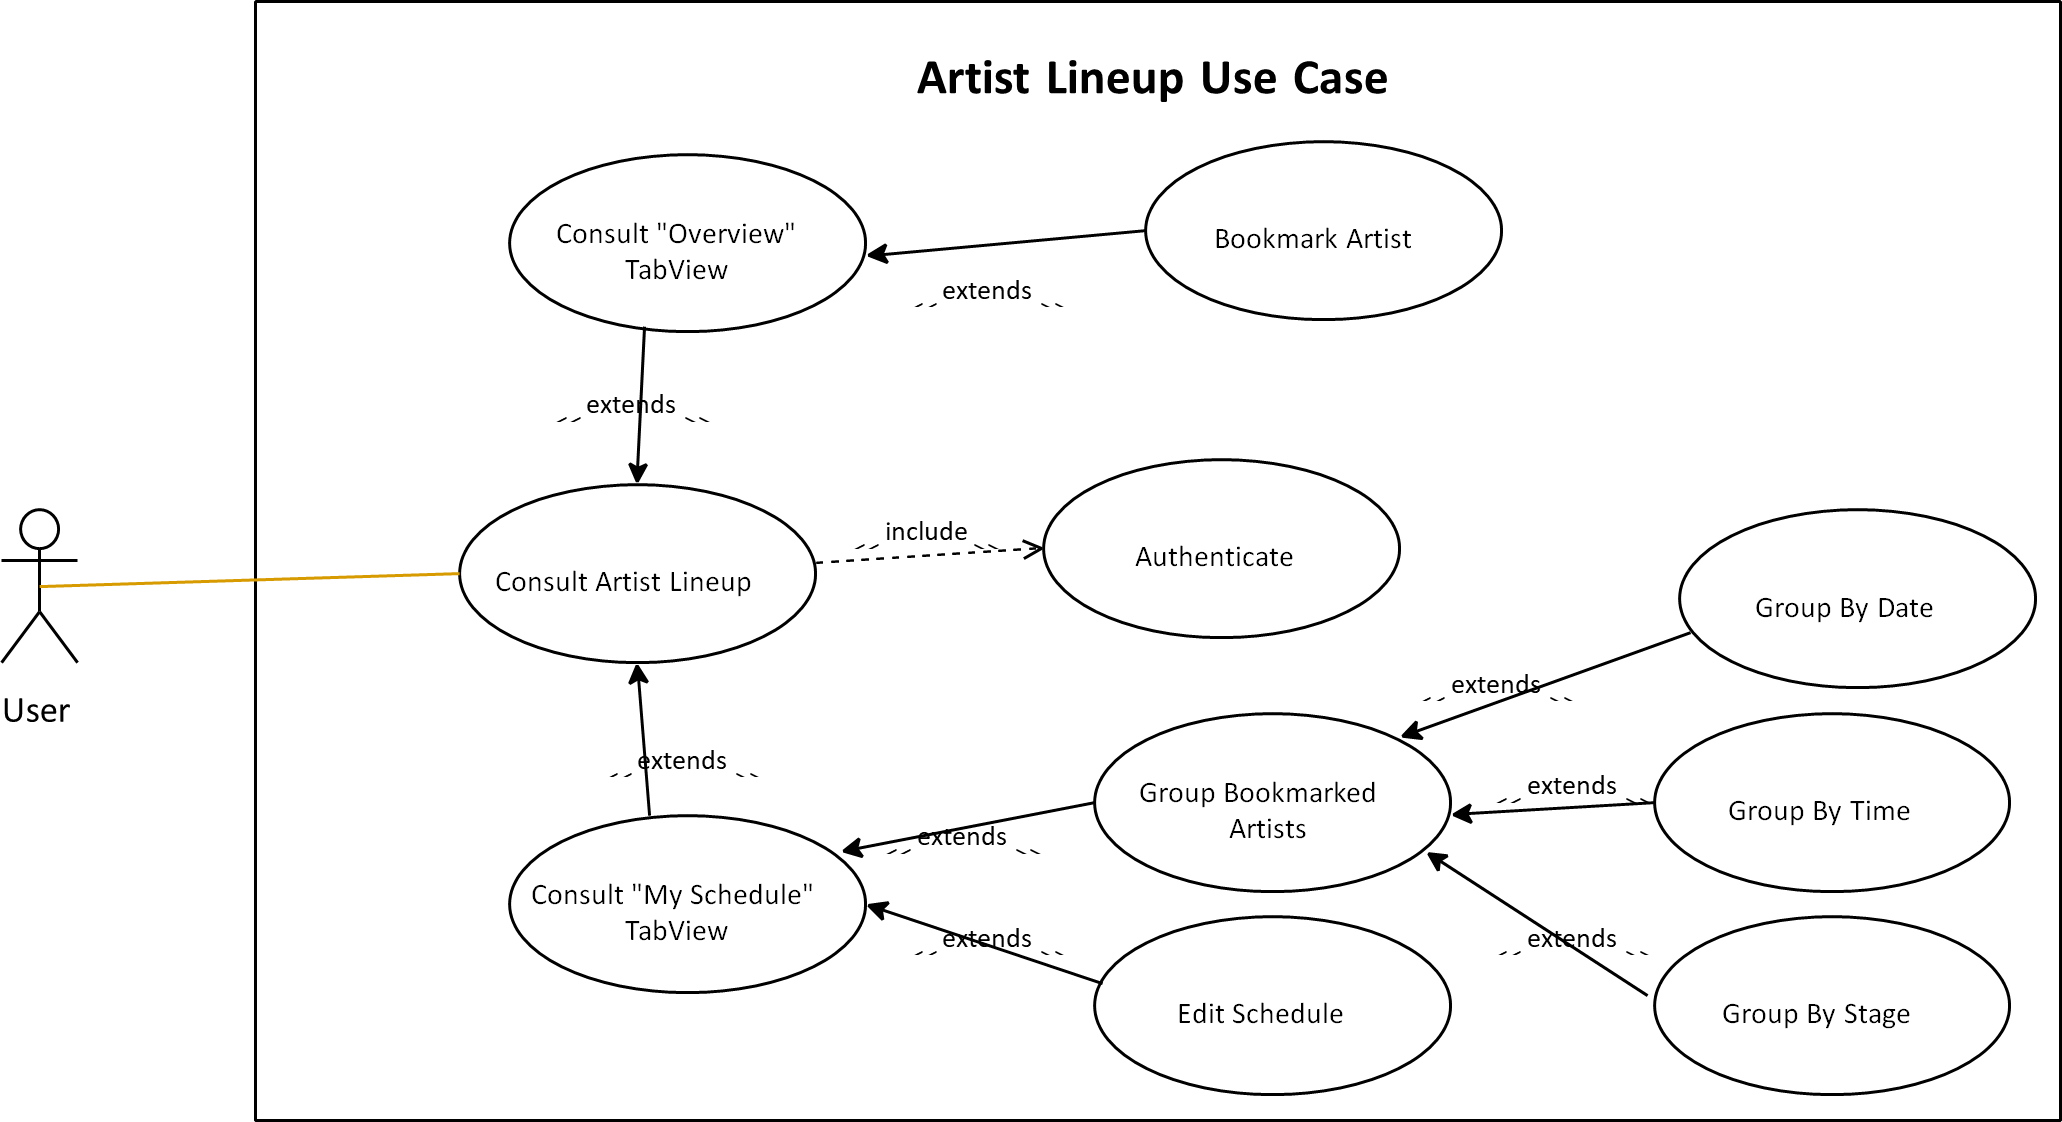 Artist Lineup Use Case
Consult "Overview"
TabView
Bookmark Artist
extends
extends
include
Consult Artist Lineup
Authenticate
Group By Date
User
extends
extends
Group Bookmarked
Artists
extends
Group By Time
extends
Consult "My Schedule"
TabView
extends
extends
Edit Schedule
Group By Stage